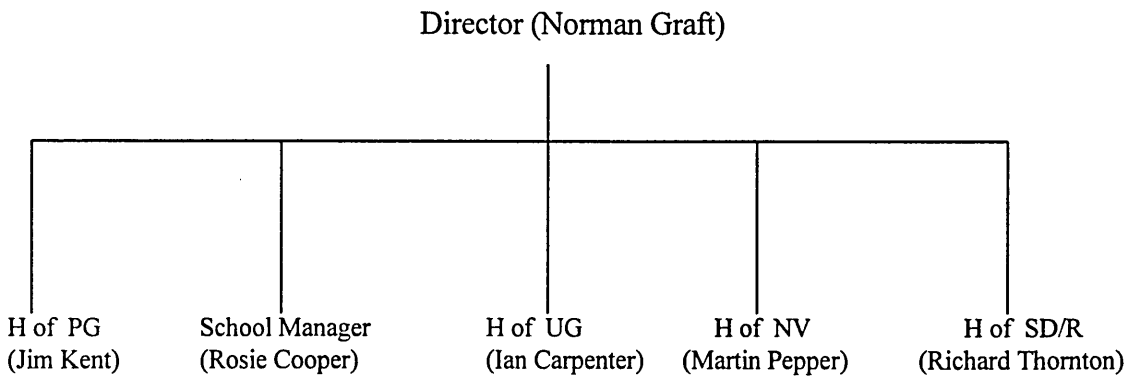 Director (Norman Graft)
H of PG
(Jim Kent)
School Manager
(Rosie Cooper)
H of UG
(Ian Carpenter)
H of NV
(Martin Pepper)
H of SD/R
(Richard Thornton)